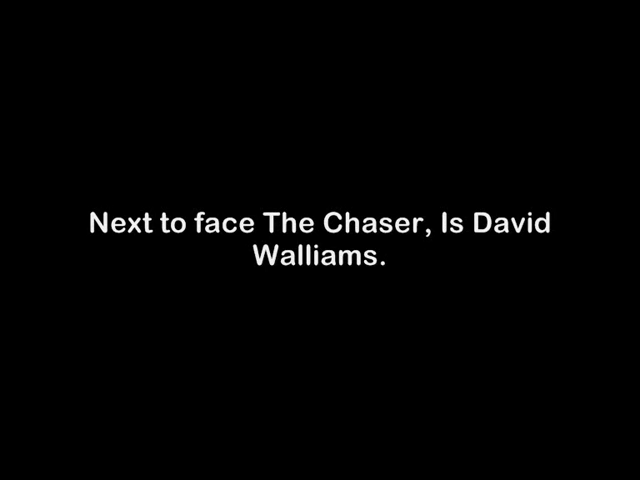 Next to face The Chaser, Is David
Walliams.